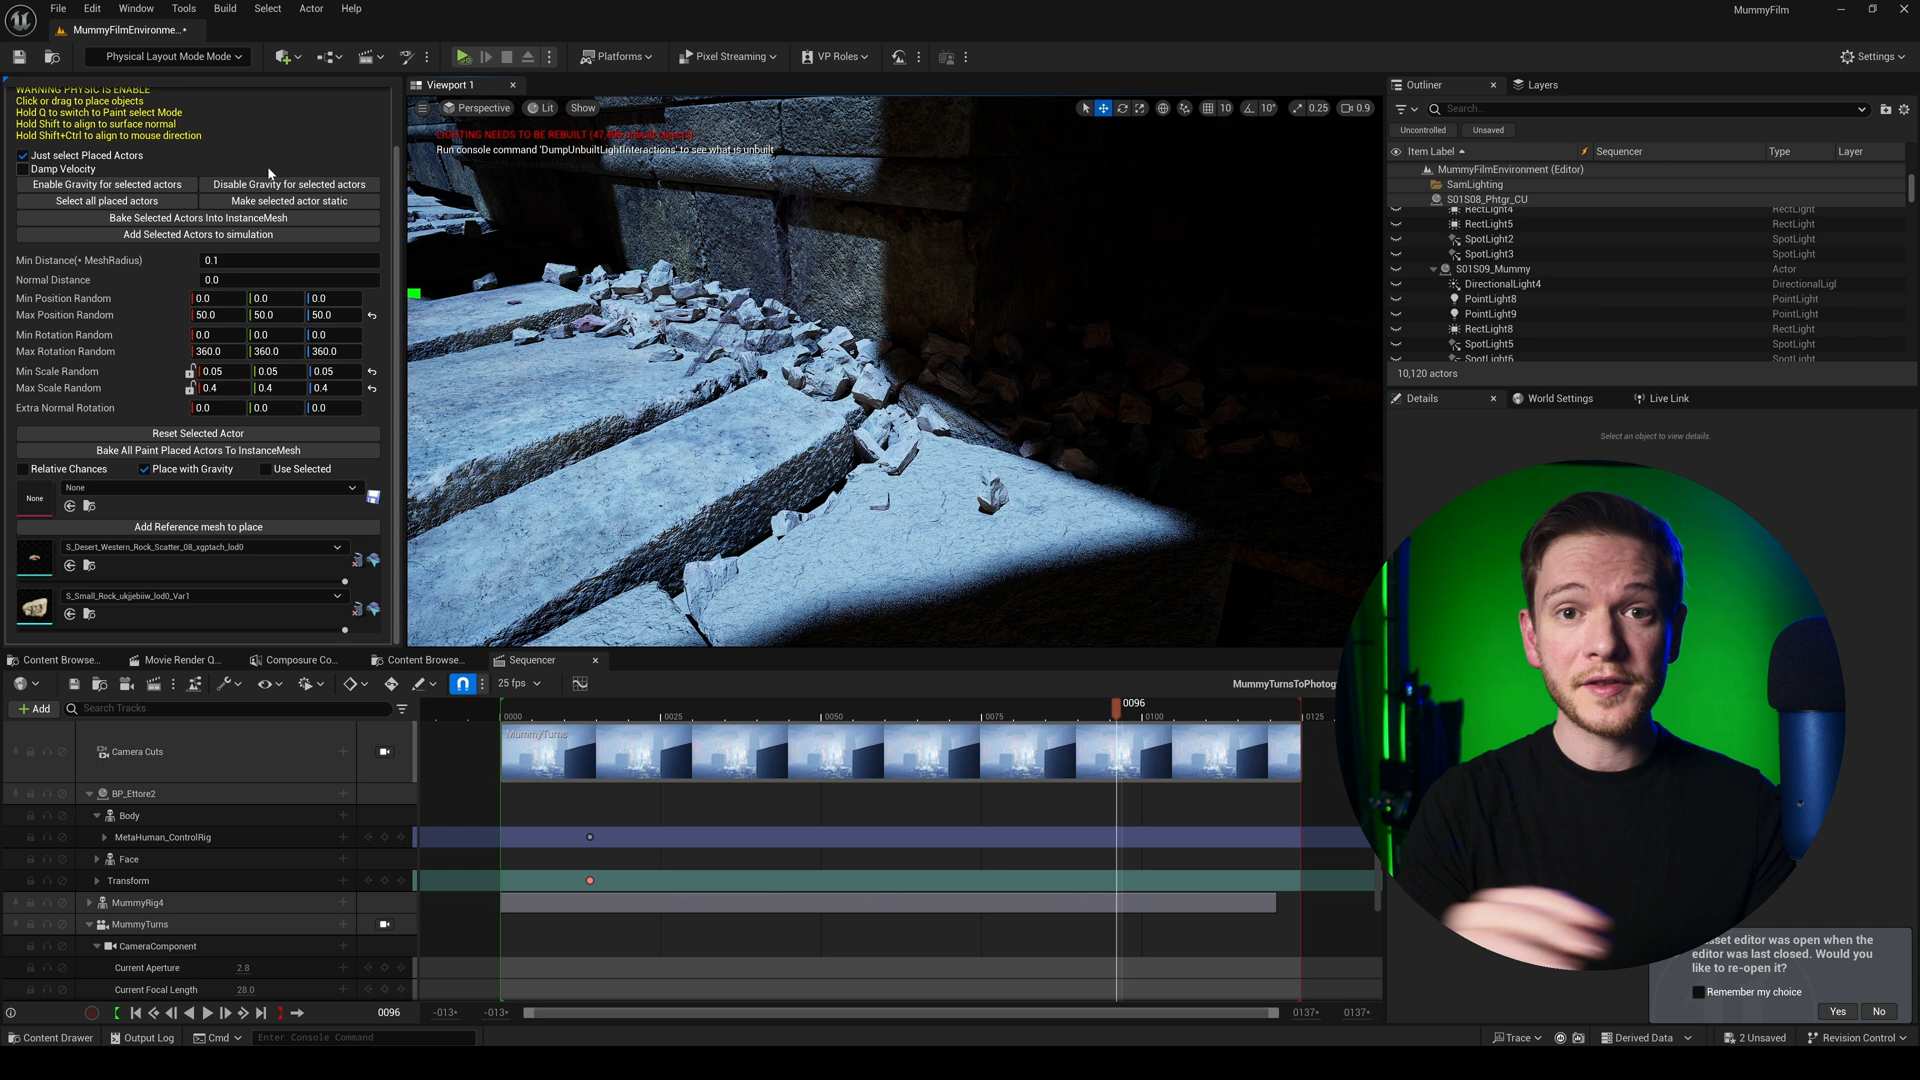 File Edit Window Tools Build Select Actor Help
MummyFilm
MummyFilmEnvironme...•
Physical Layout Mode Mode
Platforms
Pixel Streaming
VP Roles
Settings
WARNING PHYSIC IS ENABLE
Click or drag to place objects
Hold Q to switch to Paint select Mode
Hold Shift to align to surface normal
Hold Shift+Ctrl to align to mouse direction
Just select Placed Actors
Damp Velocity
Enable Gravity for selected actors Disable Gravity for selected actors
Select all placed actors Make selected actor static
Bake Selected Actors Into InstanceMesh
Add Selected Actors to simulation
Min Distance(* MeshRadius) 0.1
Normal Distance 0.0
Min Position Random 0.0 0.0 0.0
Max Position Random 50.0 50.0 50.0
Min Rotation Random 0.0 0.0 0.0
Max Rotation Random 360.0 360.0 360.0
Min Scale Random 0.05 0.05 0.05
Max Scale Random 0.4 0.4 0.4
Extra Normal Rotation 0.0 0.0 0.0
Reset Selected Actor
Bake All Paint Placed Actors To InstanceMesh
Relative Chances Place with Gravity Use Selected
None None
Add Reference mesh to place
S_Desert_Western_Rock_Scatter_08_xgptach_lod0
S_Small_Rock_ukjjebiiw_lod0_Var1
Viewport 1
Perspective Lit Show 10 10° 0.25 0.9
LIGHTING NEEDS TO BE REBUILT
Run console command 'DumpUnbuiltLightInteractions' to see what is unbuilt
Outliner Layers
Search...
Uncontrolled Unsaved
Item Label Sequencer Type Layer
MummyFilmEnvironment (Editor)
SamLighting
S01S08_Phtgr_CU
RectLight4 RectLight
RectLight5 RectLight
SpotLight2 SpotLight
SpotLight3 SpotLight
S01S09_Mummy Actor
DirectionalLight4 DirectionalLigl
PointLight8 PointLight
PointLight9 PointLight
RectLight8 RectLight
SpotLight5 SpotLight
SpotLight6 SpotLight
10,120 actors
Details World Settings Live Link
Select an object to view details.
Content Browse... Movie Render Q... Composure Co... Content Browse... Sequencer
25 fps
MummyTurnsToPhotog
Add Search Tracks
0096
0000 0025 0050 0075 0100 0125
MummyTurns
Camera Cuts
BP_Ettore2
Body
MetaHuman_ControlRig
Face
Transform
MummyRig4
MummyTurns
CameraComponent
Current Aperture 2.8
Current Focal Length 28.0
0096 -013+ -013+ 0137+ 0137+
sset editor was open when the
editor was last closed. Would you
like to re-open it?
Remember my choice
Yes No
Content Drawer Output Log Cmd Enter Console Command
Trace Derived Data 2 Unsaved Revision Control